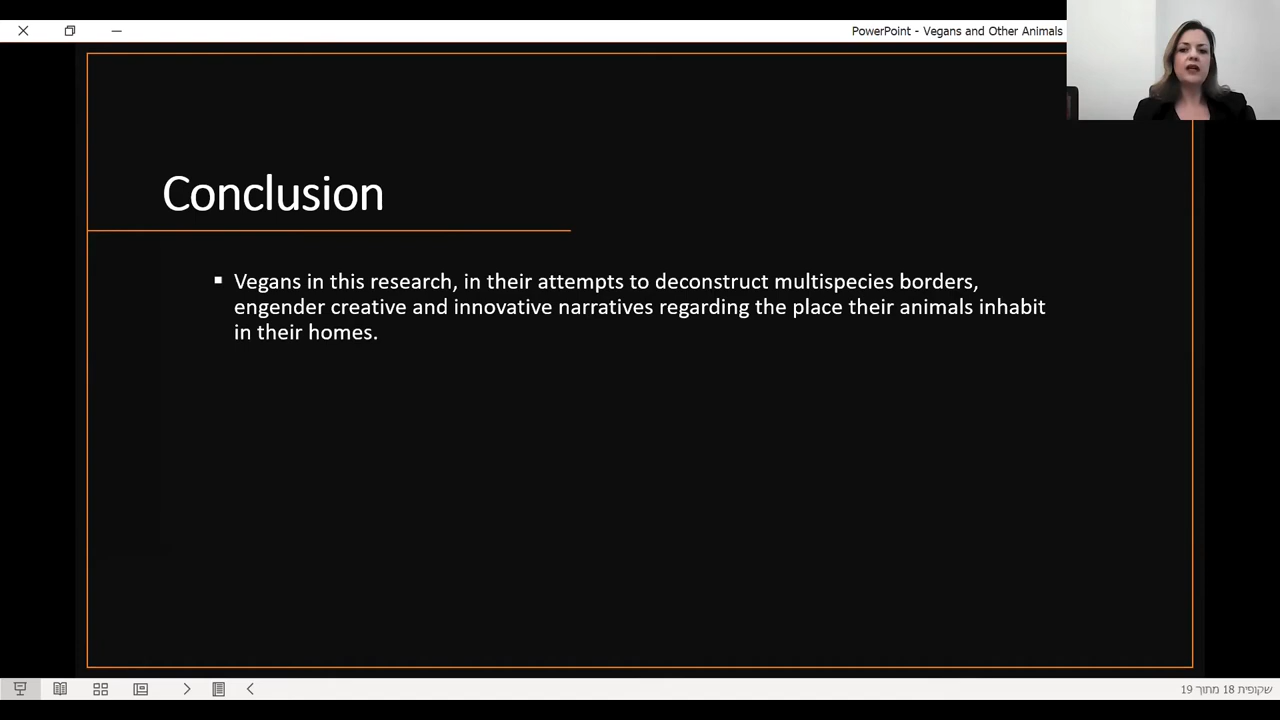 PowerPoint - Vegans and Other Animals
Conclusion
▪ Vegans in this research, in their attempts to deconstruct multispecies borders,
engender creative and innovative narratives regarding the place their animals inhabit
in their homes.
שקופית 18 מתוך 19